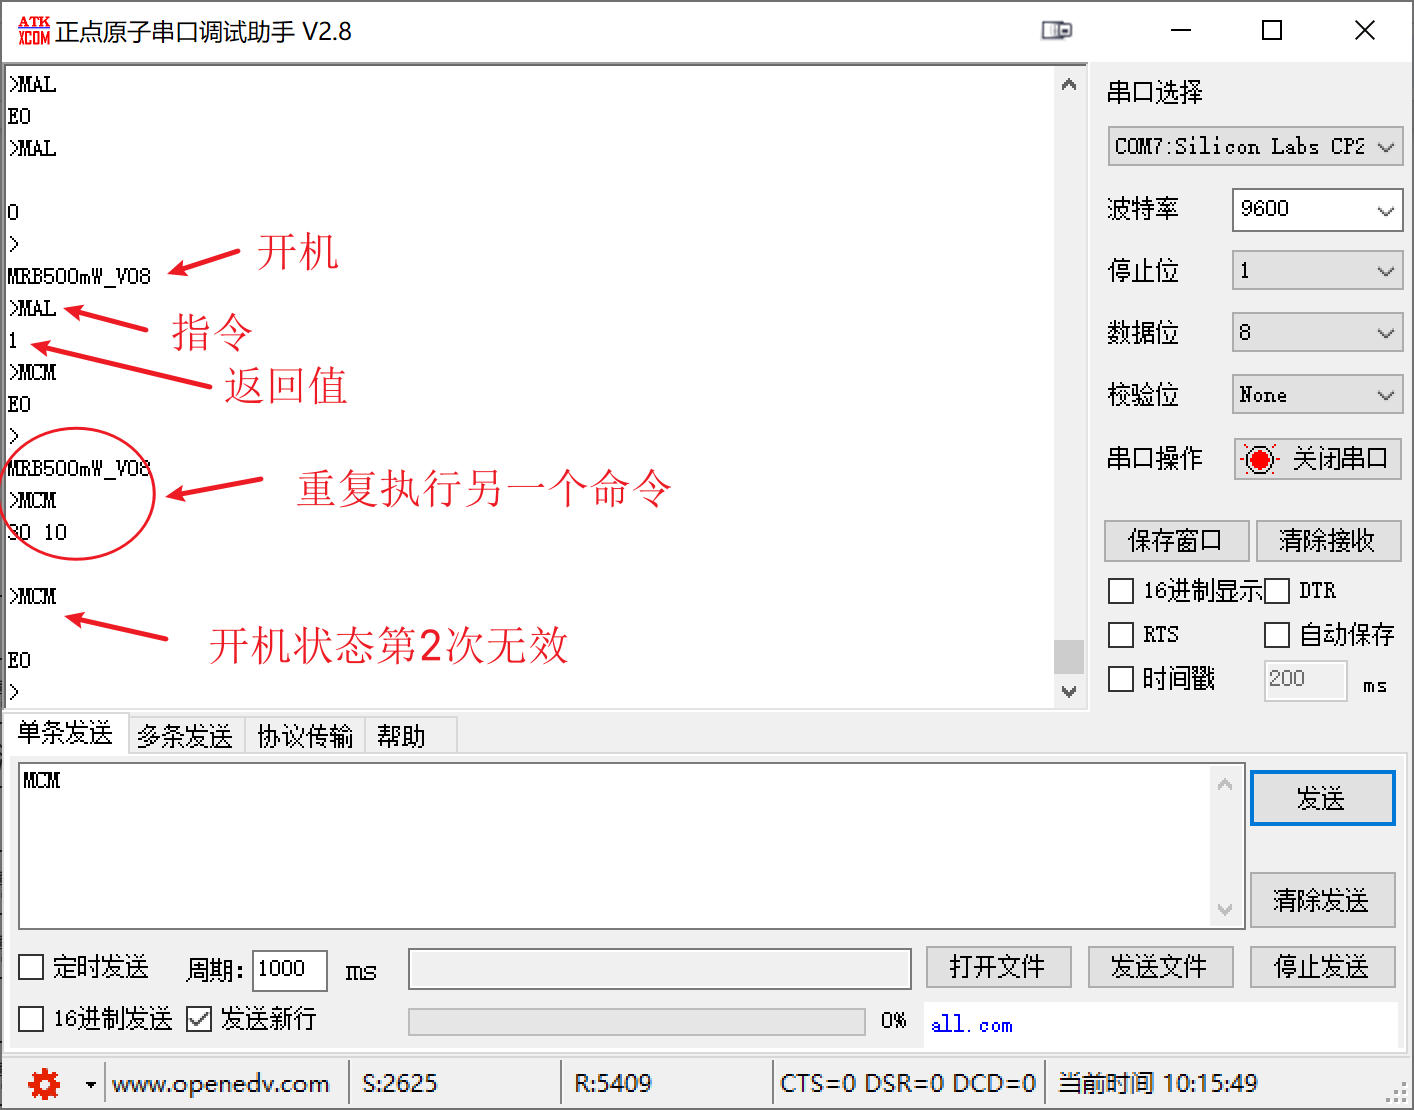 ATK
XCOM 正点原子串口调试助手 V2.8
>MAL
E0
>MAL
0
>
MRB500mW_V08
开机
>MAL
指令
1
返回值
>MCM
E0
>
MRB500mW_V08
>MCM
重复执行另一个命令
30 10
>MCM
开机状态第2次无效
E0
>
串口选择
COM7:Silicon Labs CP2
波特率 9600
停止位 1
数据位 8
校验位 None
串口操作 关闭串口
保存窗口 清除接收
16进制显示 DTR
RTS 自动保存
时间戳 200 ms
单条发送 多条发送 协议传输 帮助
MCM
发送
清除发送
定时发送 周期: 1000 ms 打开文件 发送文件 停止发送
16进制发送 发送新行 0% all.com
www.openedv.com S:2625 R:5409 CTS=0 DSR=0 DCD=0 当前时间 10:15:49